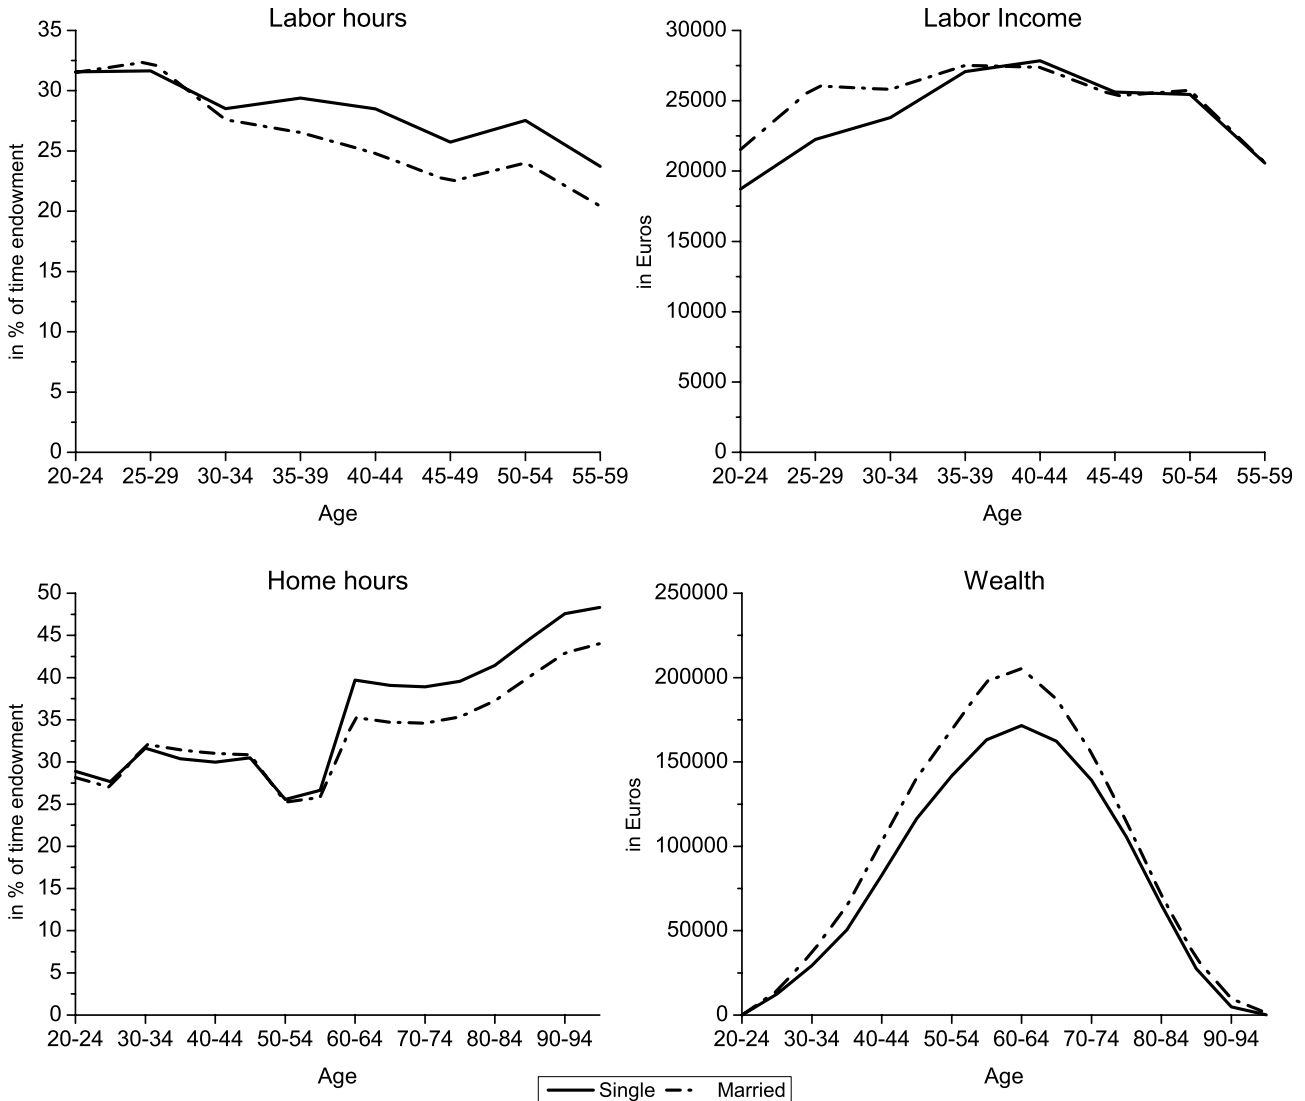 Labor hours
35
30
25
20
15
10
5
0
in % of time endowment
20-24 25-29 30-34 35-39 40-44 45-49 50-54 55-59
Age
Labor Income
30000
25000
20000
15000
10000
5000
0
in Euros
20-24 25-29 30-34 35-39 40-44 45-49 50-54 55-59
Age
Home hours
50
45
40
35
30
25
20
15
10
5
0
in % of time endowment
20-24 30-34 40-44 50-54 60-64 70-74 80-84 90-94
Age
Wealth
250000
200000
150000
100000
50000
0
in Euros
20-24 30-34 40-44 50-54 60-64 70-74 80-84 90-94
Age
Single Married